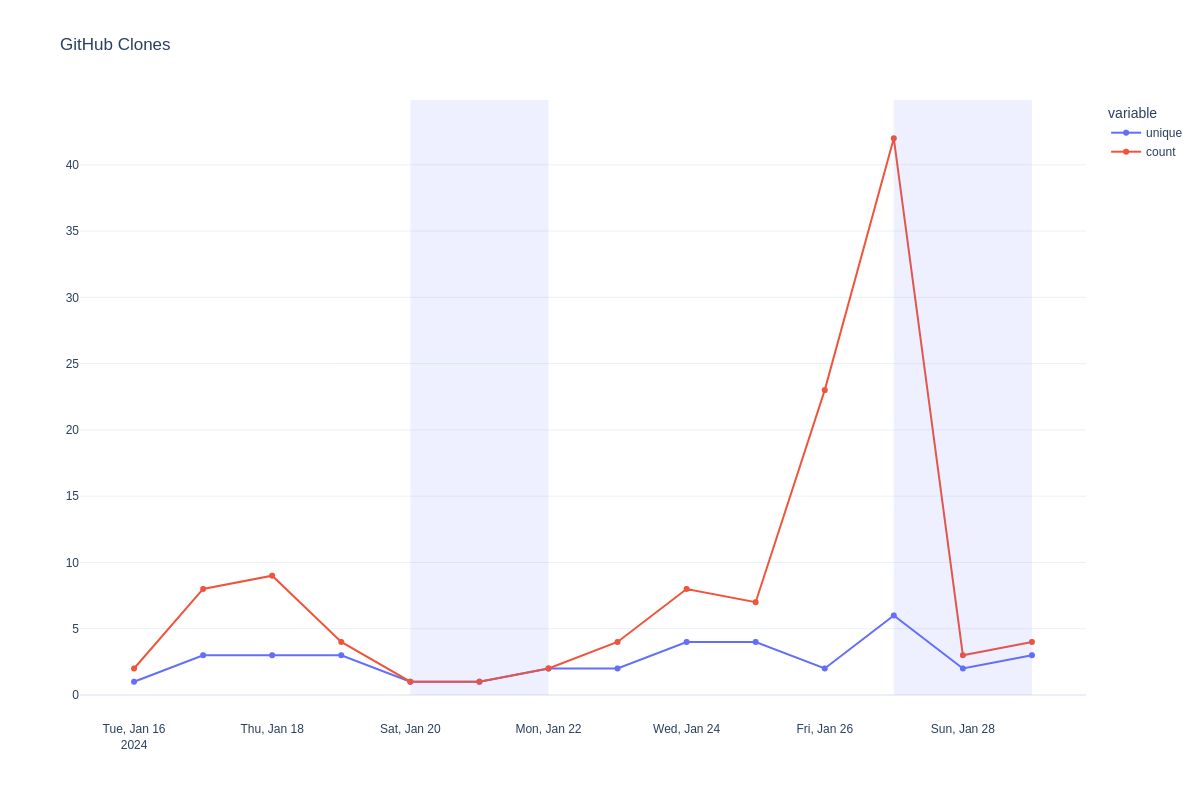 GitHub Clones
variable
unique
count
40
35
30
25
20
15
10
5
0
Tue, Jan 16
2024
Thu, Jan 18
Sat, Jan 20
Mon, Jan 22
Wed, Jan 24
Fri, Jan 26
Sun, Jan 28